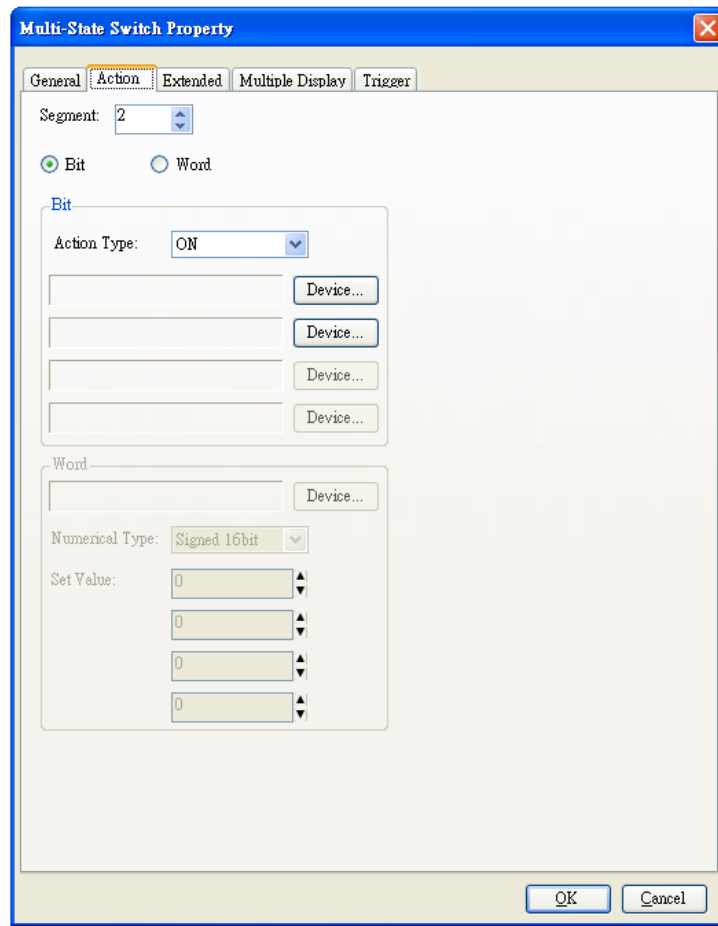 Multi-State Switch Property
General Action Extended Multiple Display Trigger
Segment: 2
Bit Word
Bit
Action Type: ON
Device...
Device...
Device...
Device...
Word
Device...
Numerical Type: Signed 16bit
Set Value: 0
0
0
0
OK Cancel